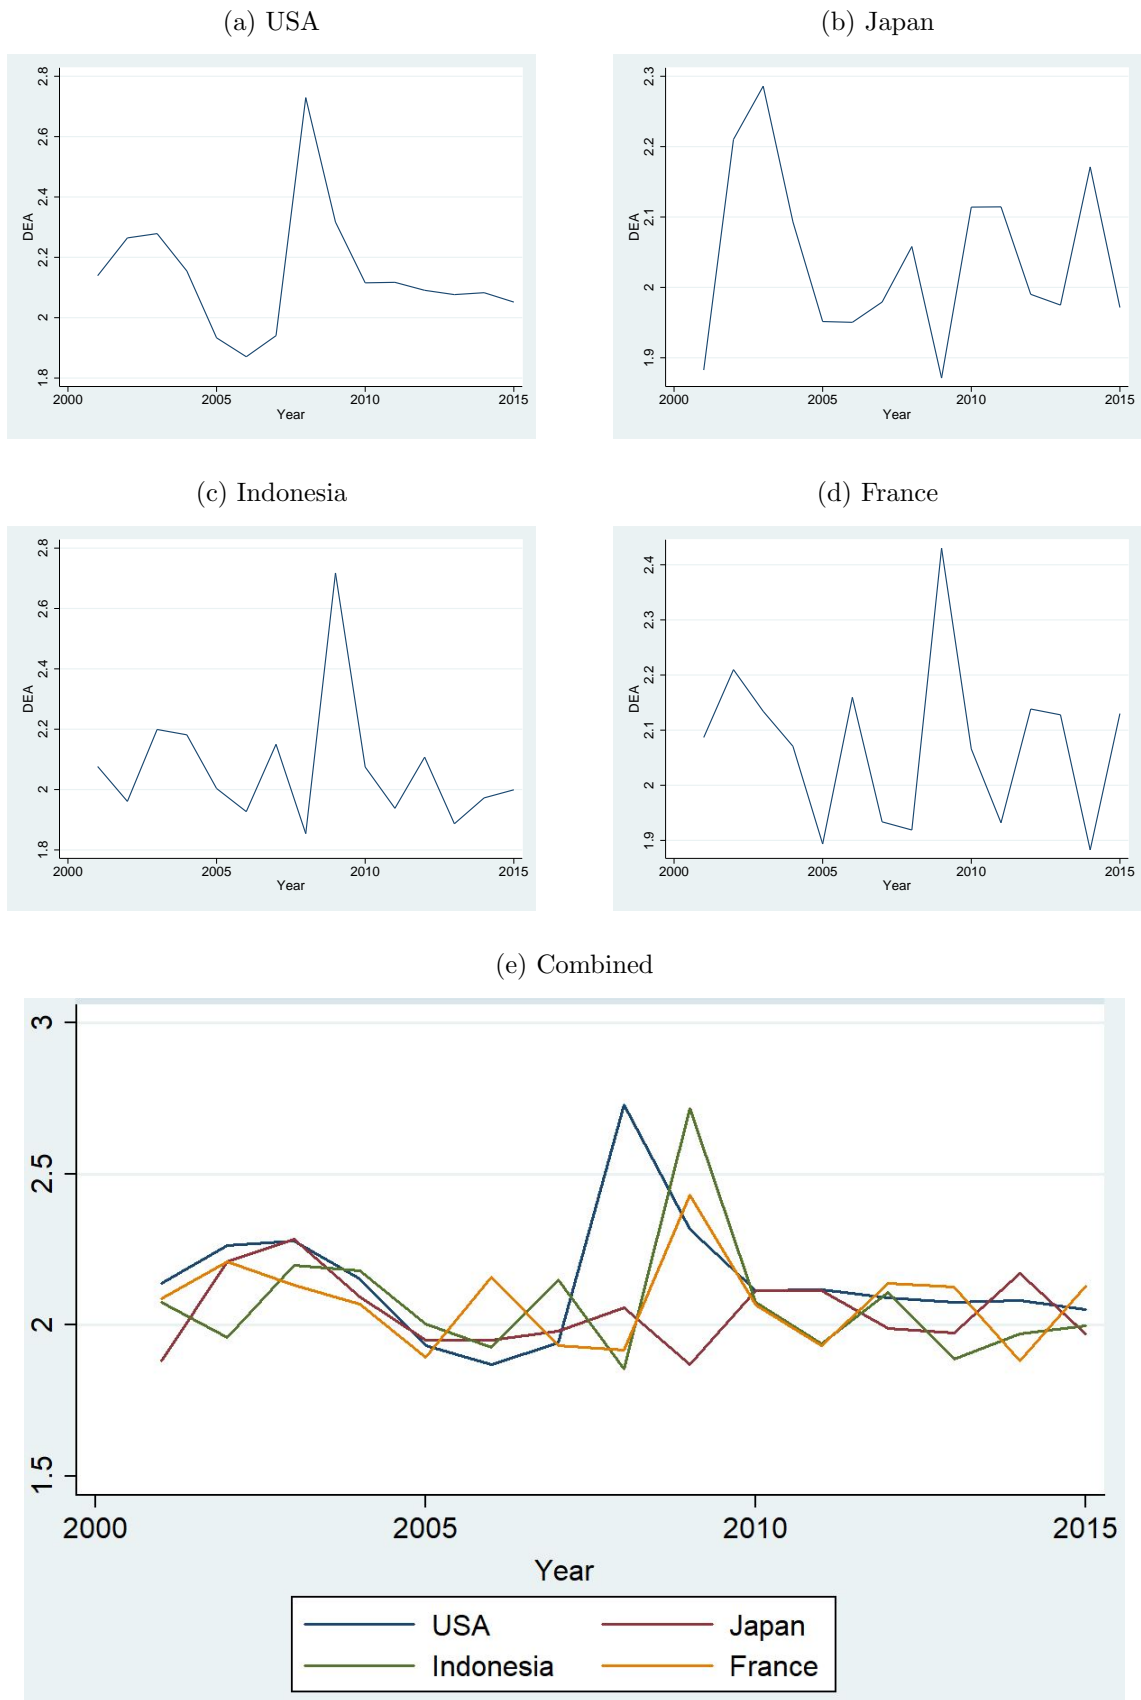 (a) USA
2.8
2.6
2.4
2.2
2
1.8
DEA
2000 2005 2010 2015
Year
(b) Japan
2.3
2.2
2.1
2
1.9
DEA
2000 2005 2010 2015
Year
(c) Indonesia
2.8
2.6
2.4
2.2
2
1.8
DEA
2000 2005 2010 2015
Year
(d) France
2.4
2.3
2.2
2.1
2
1.9
DEA
2000 2005 2010 2015
Year
(e) Combined
3
2.5
2
1.5
2000 2005 2010 2015
Year
USA Japan
Indonesia France